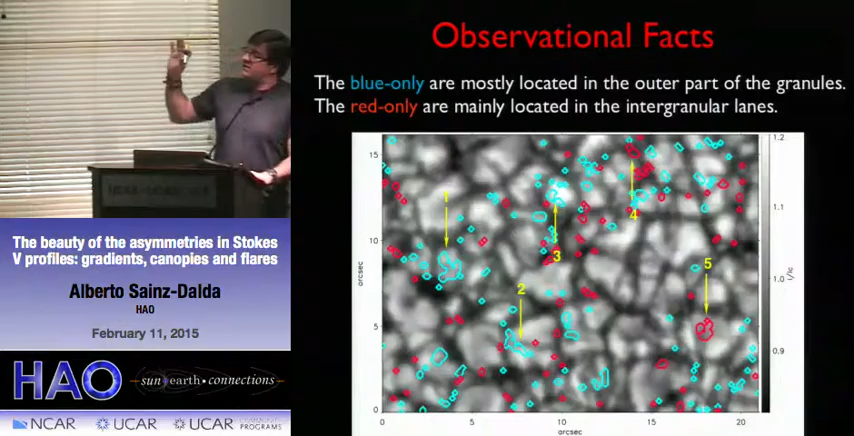 Observational Facts
The blue-only are mostly located in the outer part of the granules.
The red-only are mainly located in the intergranular lanes.
The beauty of the asymmetries in Stokes
V profiles: gradients, canopies and flares
Alberto Sainz-Dalda
HAO
February 11, 2015
HAO
sun earth • connections
NCAR UCAR UCAR
PROGRAMS
15
10
5
0
arcsec
0 5 10 15 20
arcsec
1.2
1.1
1.0
0.9
I/Ic
1
2
3
4
5